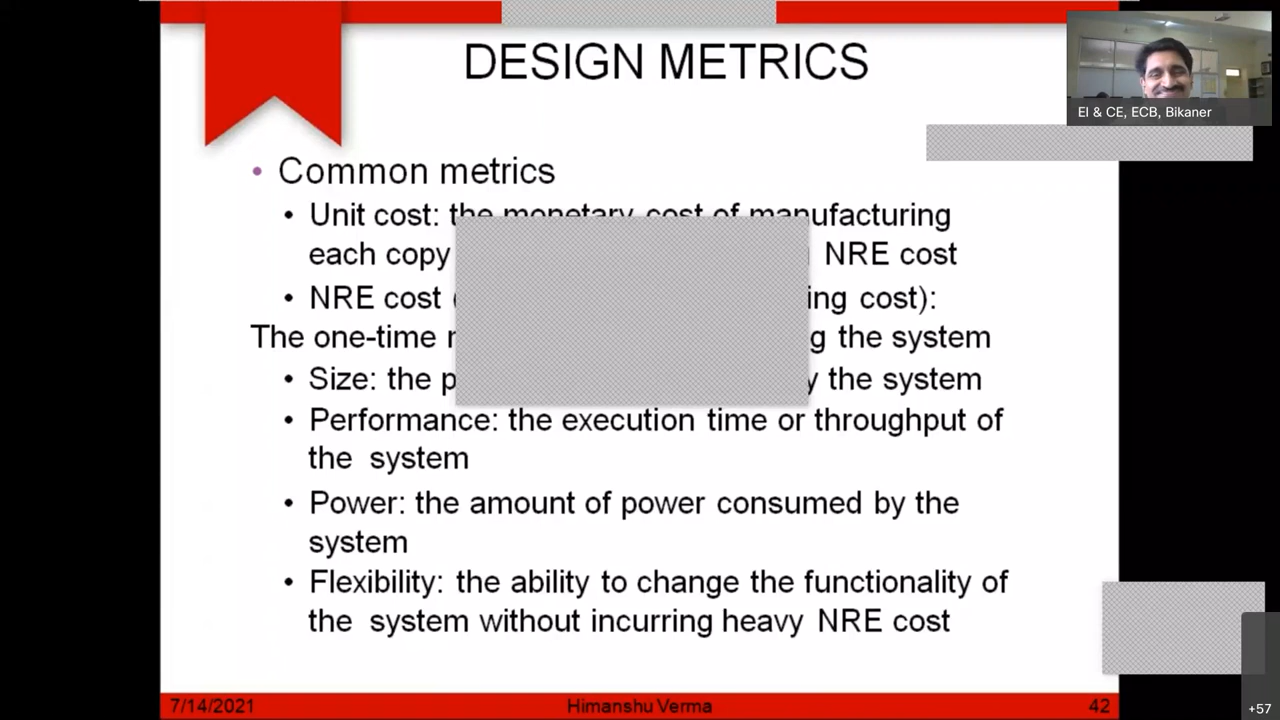 DESIGN METRICS
EI & CE, ECB, Bikaner
• Common metrics
• Unit cost: the monetary cost of manufacturing
each copy NRE cost
• NRE cost cost):
The one-time the system
• Size: the the system
• Performance: the execution time or throughput of
the system
• Power: the amount of power consumed by the
system
• Flexibility: the ability to change the functionality of
the system without incurring heavy NRE cost
7/14/2021 Himanshu Verma 42
+57